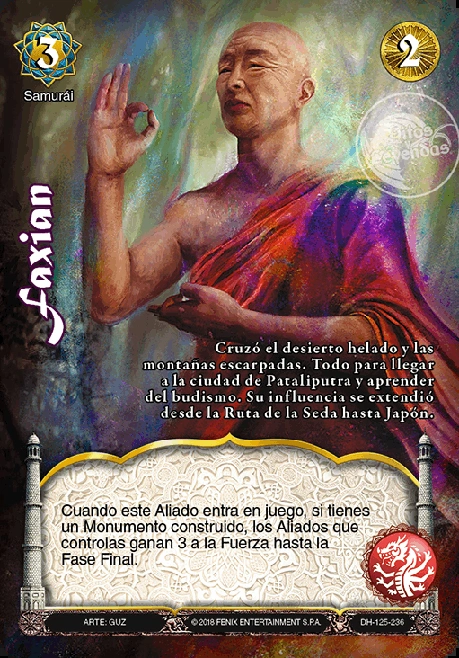 3
2
Samurái
Mitos
y Leyendas
Faxian
Cruzó el desierto helado y las
montañas escarpadas. Todo para llegar
a la ciudad de Pataliputra y aprender
del budismo. Su influencia se extendió
desde la Ruta de la Seda hasta Japón.
Cuando este Aliado entra en juego, si tienes
un Monumento construido, los Aliados que
controlas ganan 3 a la Fuerza hasta la
Fase Final.
ARTE: GUZ
©2018 FENIX ENTERTAINMENT S.P.A.
DH-125-236